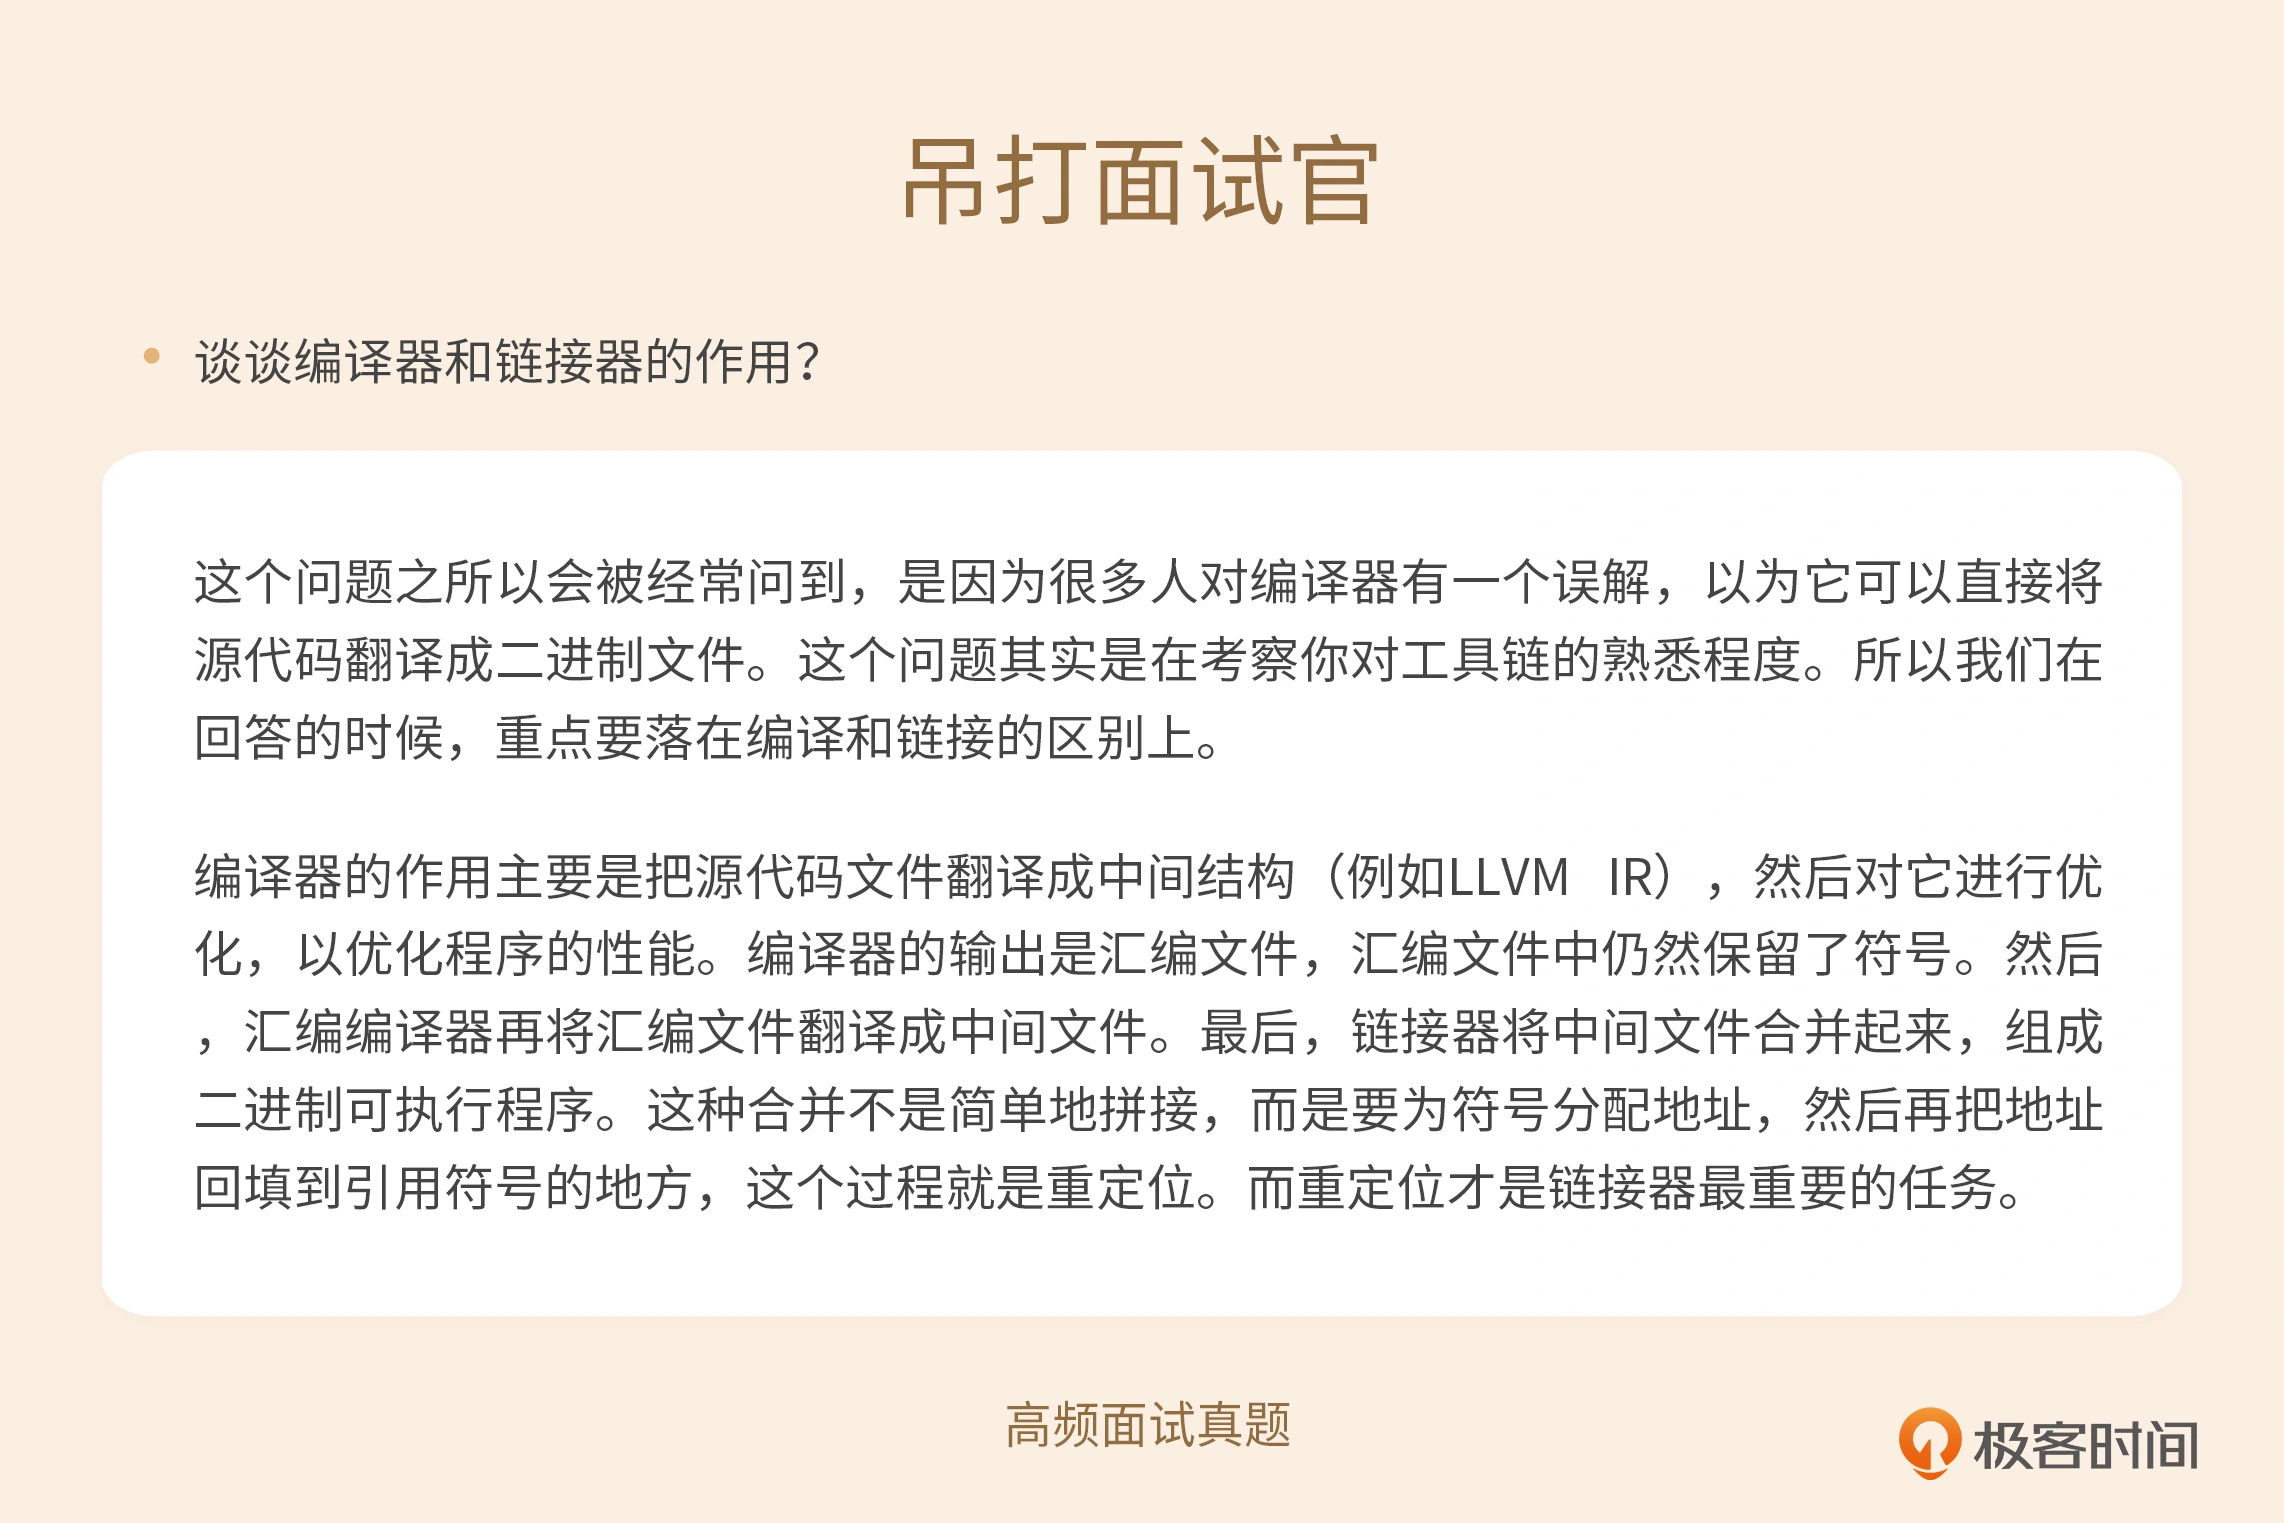 吊打面试官
谈谈编译器和链接器的作用？
这个问题之所以会被经常问到，是因为很多人对编译器有一个误解，以为它可以直接将
源代码翻译成二进制文件。这个问题其实是在考察你对工具链的熟悉程度。所以我们在
回答的时候，重点要落在编译和链接的区别上。
编译器的作用主要是把源代码文件翻译成中间结构（例如LLVM IR），然后对它进行优
化，以优化程序的性能。编译器的输出是汇编文件，汇编文件中仍然保留了符号。然后
，汇编编译器再将汇编文件翻译成中间文件。最后，链接器将中间文件合并起来，组成
二进制可执行程序。这种合并不是简单地拼接，而是要为符号分配地址，然后再把地址
回填到引用符号的地方，这个过程就是重定位。而重定位才是链接器最重要的任务。
高频面试真题
极客时间